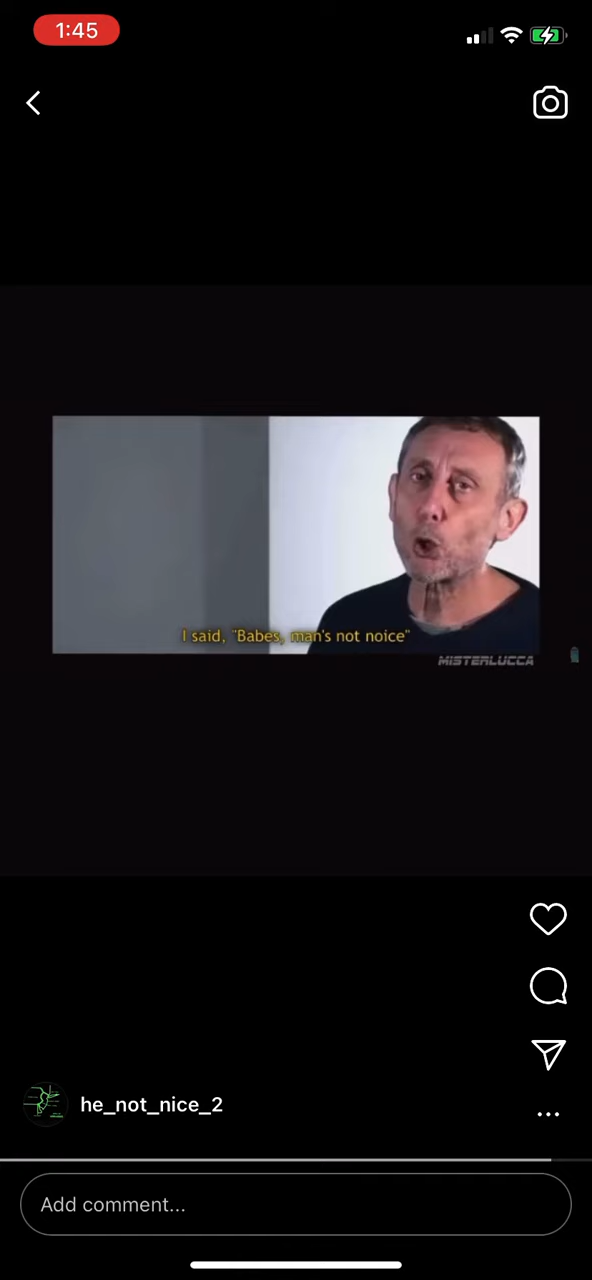 1:45
I said, "Babes, man's not noice"
MISTERLUCCA
he_not_nice_2
Add comment...